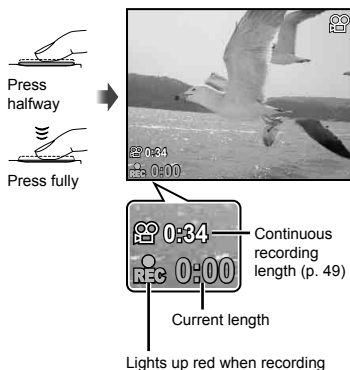 Press
halfway
Press fully
0:34
REC 0:00
0:34
REC 0:00
Continuous
recording
length (p. 49)
Current length
Lights up red when recording